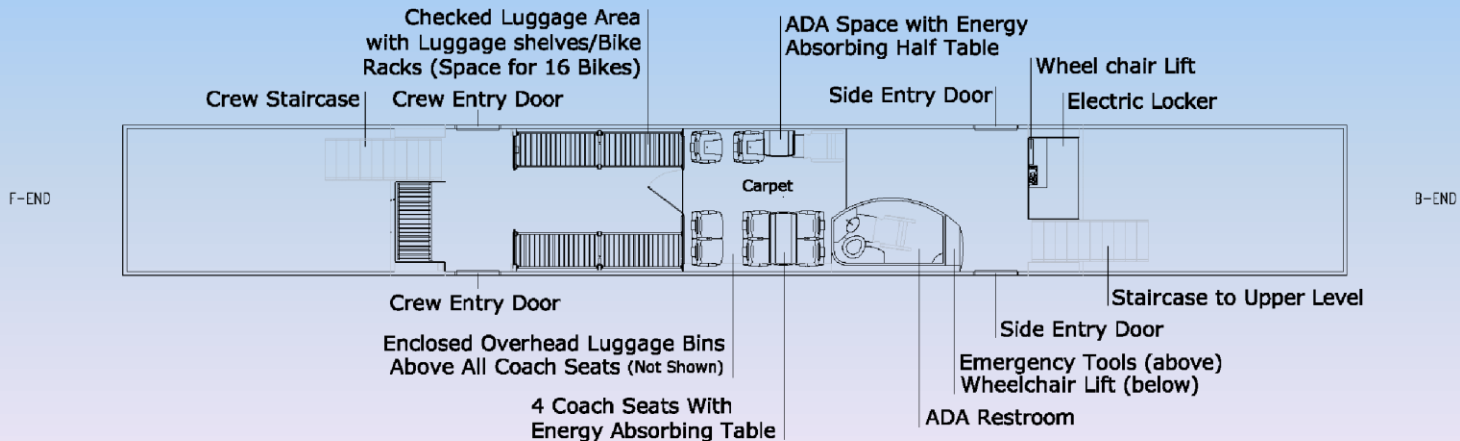 Checked Luggage Area
with Luggage shelves/Bike
Racks (Space for 16 Bikes)
ADA Space with Energy
Absorbing Half Table
Wheel chair Lift
Crew Staircase
Crew Entry Door
Side Entry Door
Electric Locker
F-END
Carpet
B-END
Crew Entry Door
Staircase to Upper Level
Side Entry Door
Enclosed Overhead Luggage Bins
Above All Coach Seats (Not Shown)
Emergency Tools (above)
Wheelchair Lift (below)
4 Coach Seats With
Energy Absorbing Table
ADA Restroom